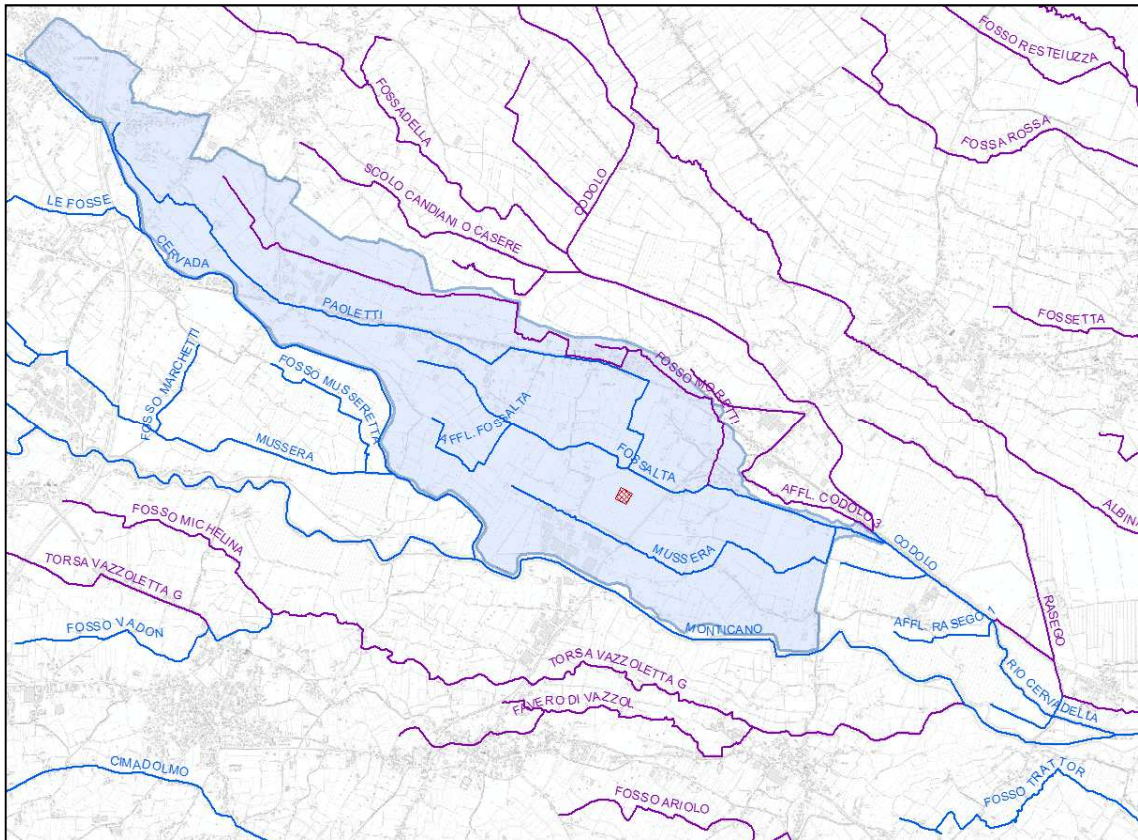 FOSSO RESTEIUZZA
FOSSADELLA
FOSSA ROSSA
SCOLO CANDIANI O CASERE
CODOLO
LE FOSSE
CERVADA
PAOLETTI
FOSSETTA
FOSSO MARCHETTI
FOSSO MUSSERETTA
FOSSO MORETTI
AFFL. FOSSALTA
MUSSERA
FOSSALTA
AFFL. CODOLO 3
ALBINA
FOSSO MICHELINA
MUSSERA
CODOLO
TORSA VAZZOLETTA G
RASEGO
FOSSO VADON
MONTICANO
AFFL. RASEGO 1
TORSA VAZZOLETTA G
RIO CERVADELLA
FAVERO DI VAZZOL
CIMADOLMO
FOSSO TRATTOR
FOSSO ARIOLO